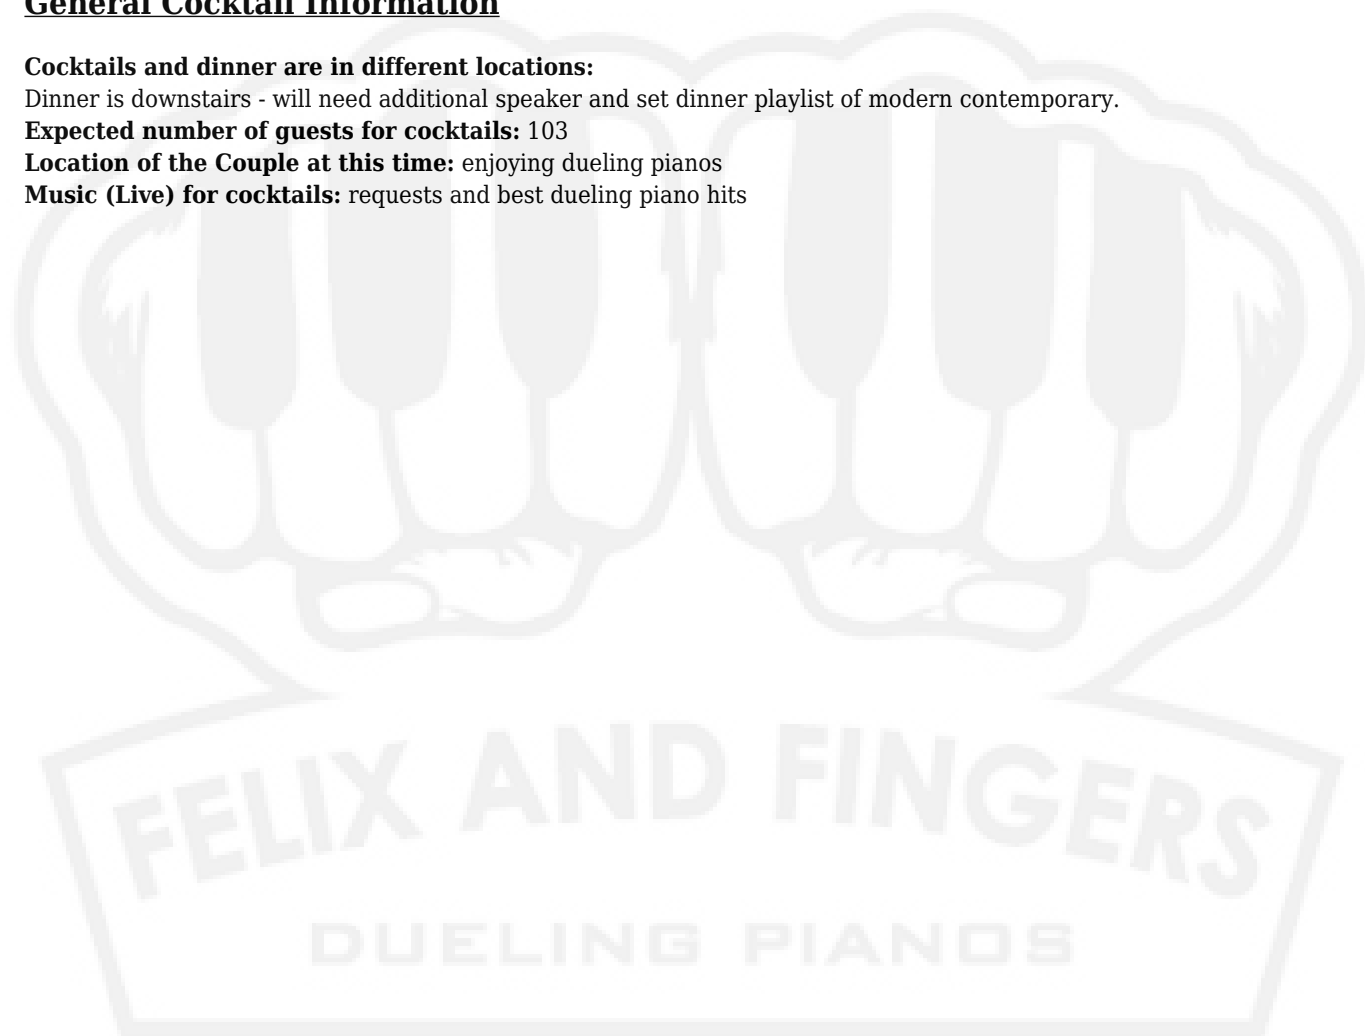 General Cocktail Information
Cocktails and dinner are in different locations:
Dinner is downstairs - will need additional speaker and set dinner playlist of modern contemporary.
Expected number of guests for cocktails: 103
Location of the Couple at this time: enjoying dueling pianos
Music (Live) for cocktails: requests and best dueling piano hits
FELIX AND FINGERS
DUELING PIANOS